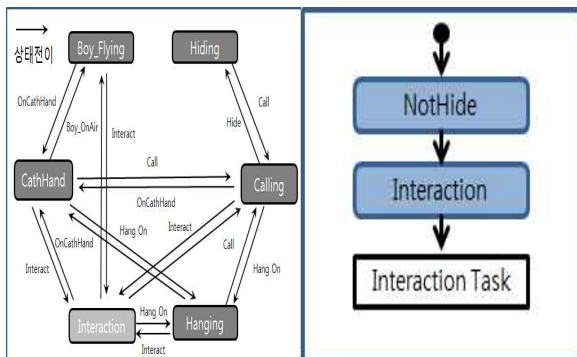 상태전이
Boy_Flying
Hiding
OnCathHand
Boy_OnAir
Interact
Call
Hide
CathHand
Call
OnCathHand
Calling
Interact
OnCathHand
Hang On
Interact
Call
Hang On
Interaction
Hang On
Interact
Hanging
NotHide
Interaction
Interaction Task